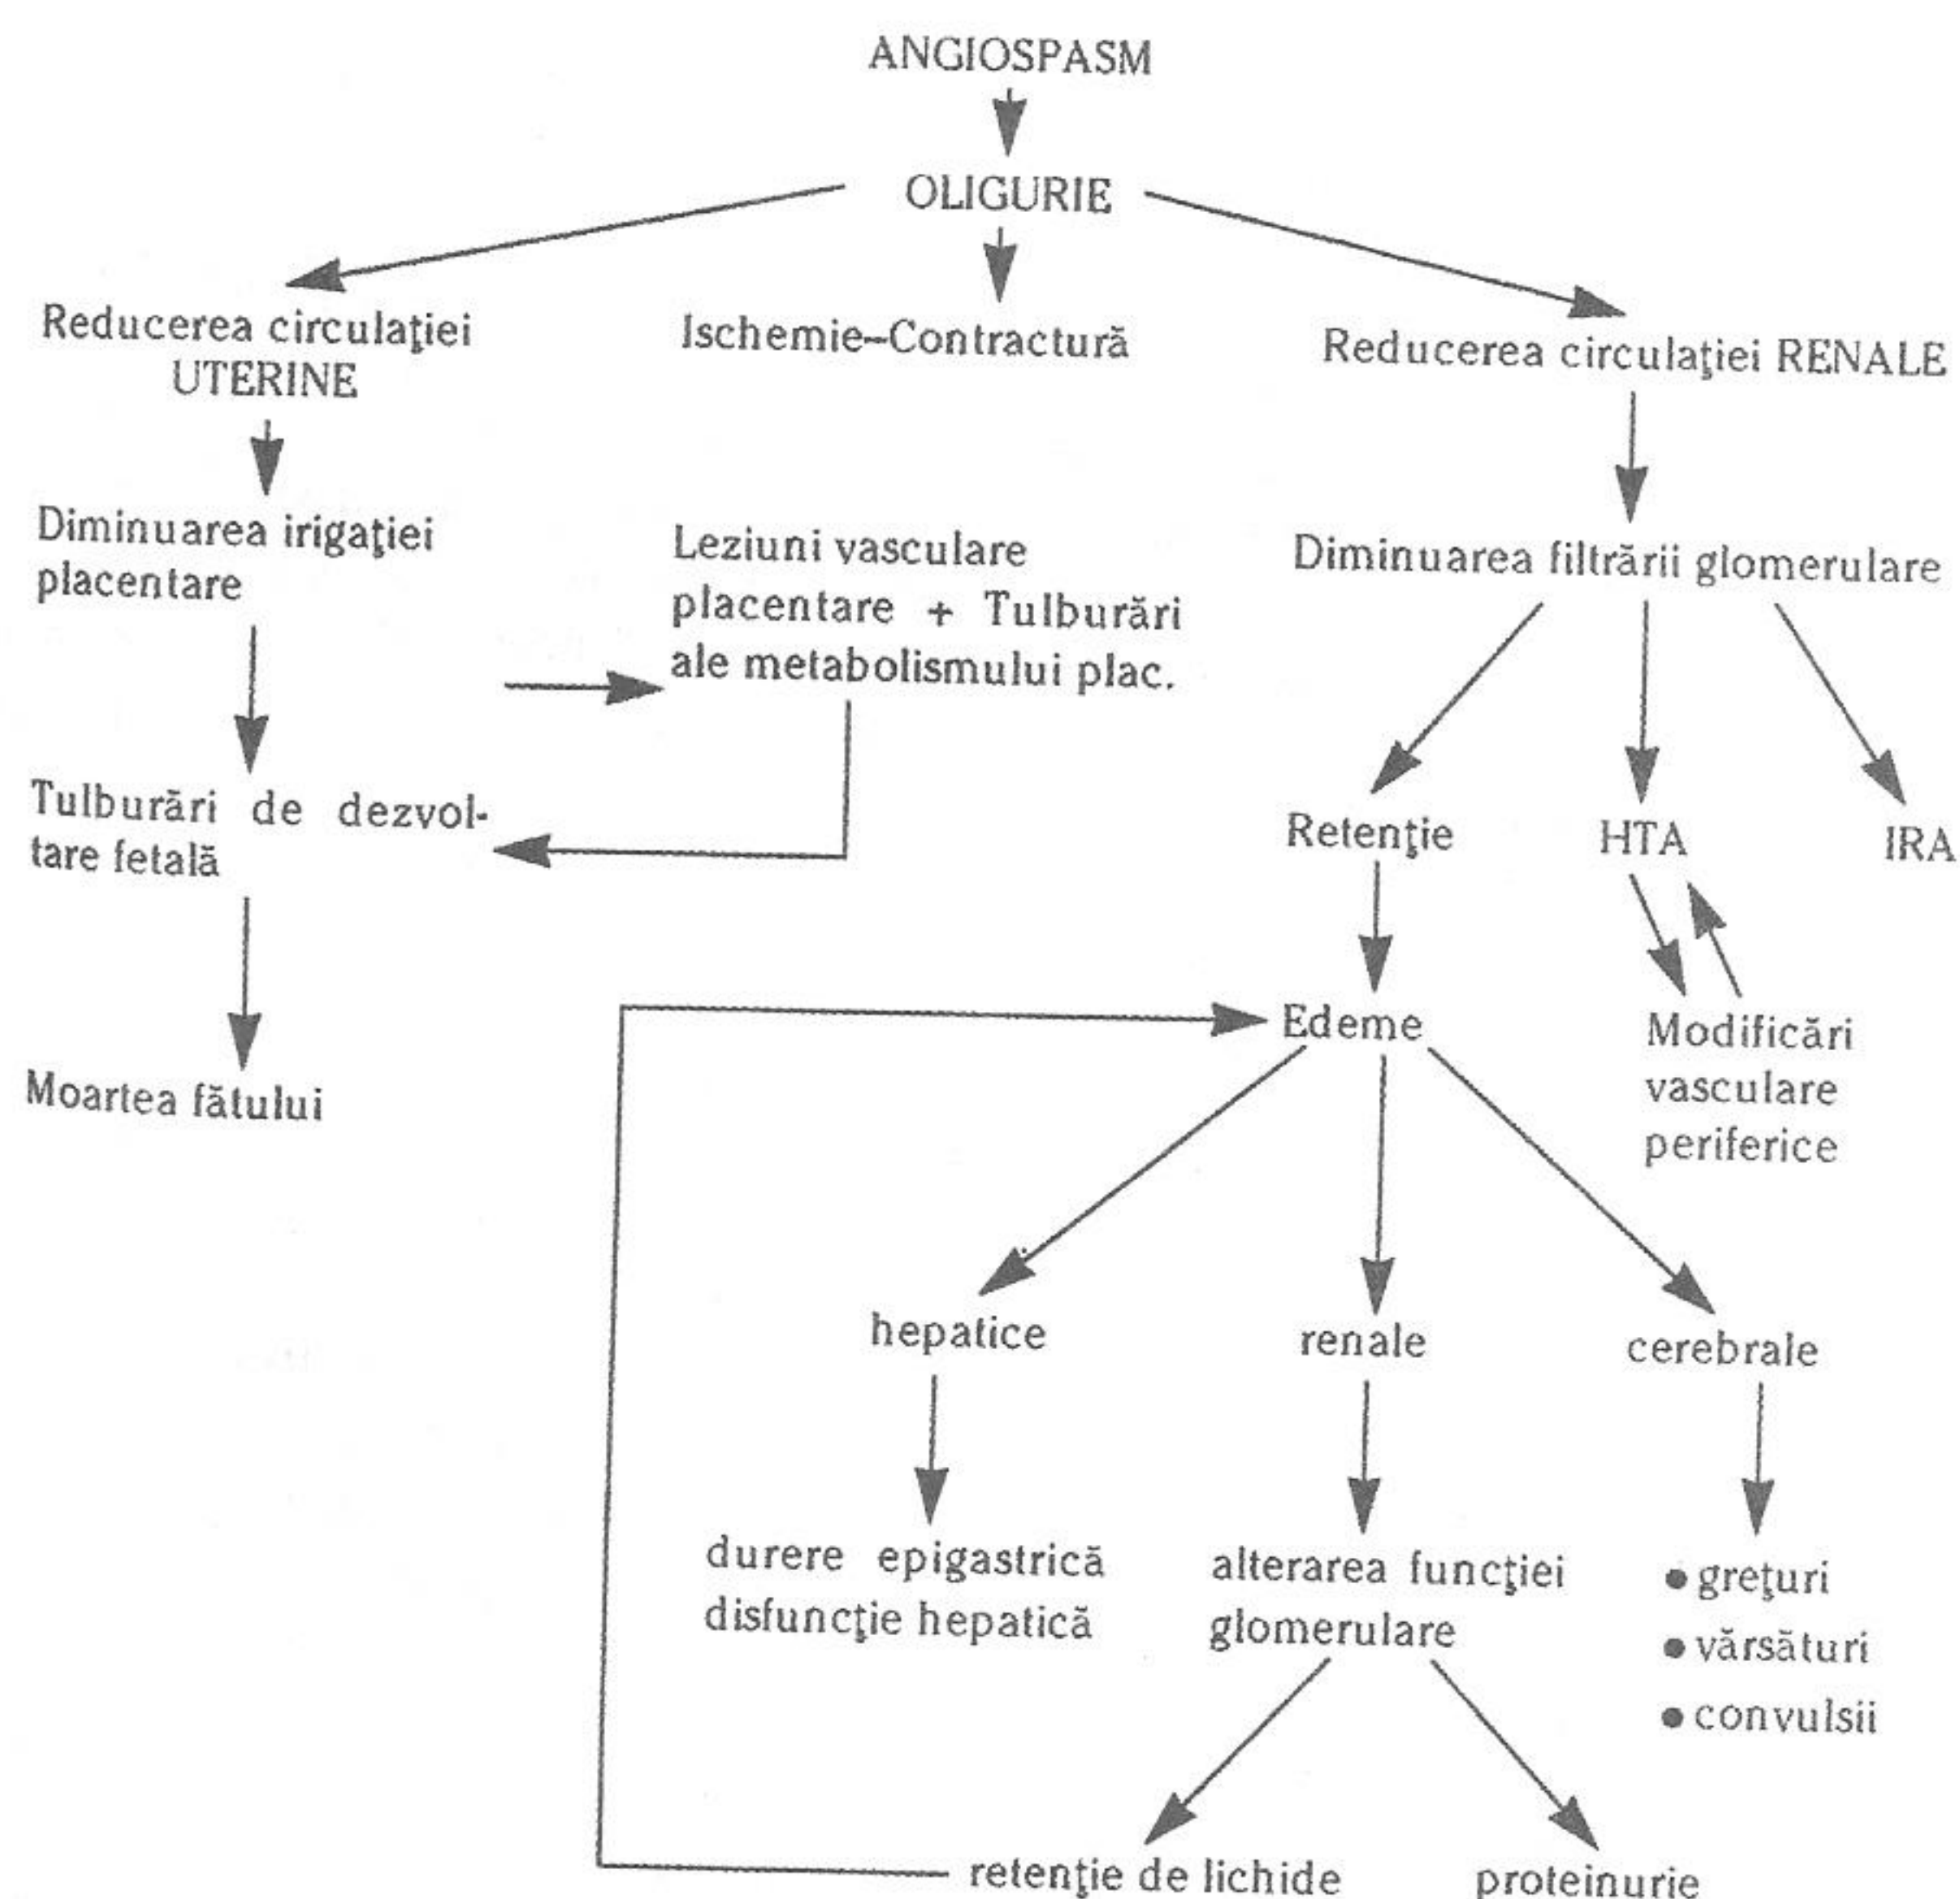 ANGIOSPASM
OLIGURIE
Reducerea circulaţiei
UTERINE
Ischemie–Contractură
Reducerea circulaţiei RENALE
Diminuarea irigaţiei
placentare
Leziuni vasculare
placentare + Tulburări
ale metabolismului plac.
Diminuarea filtrării glomerulare
Tulburări de dezvol-
tare fetală
Retenţie
HTA
IRA
Edeme
Modificări
vasculare
periferice
Moartea fătului
hepatice
renale
cerebrale
durere epigastrică
disfuncţie hepatică
alterarea funcţiei
glomerulare
• greţuri
• vărsături
• convulsii
retenţie de lichide
proteinurie